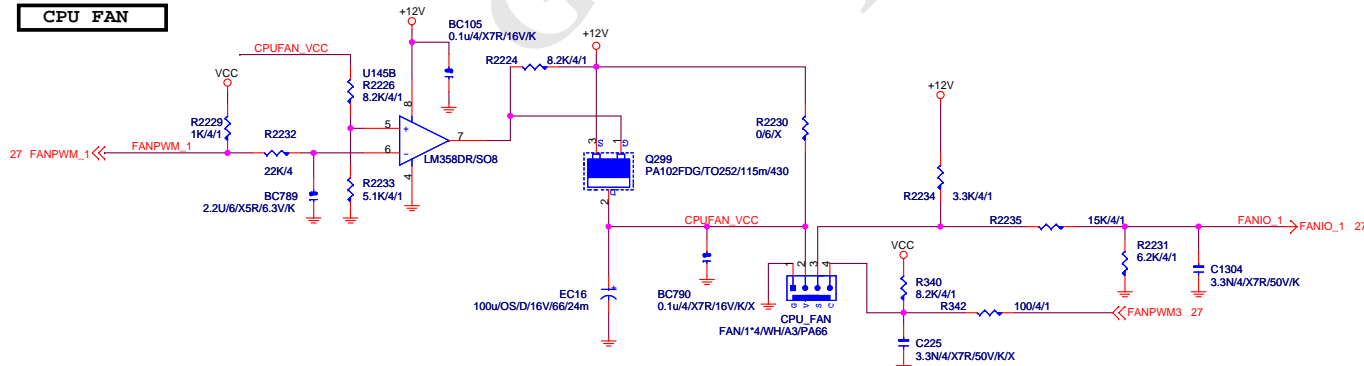 CPU FAN
+12V
BC105
0.1u/4/X7R/16V/K
+12V
CPUFAN_VCC
R2224
8.2K/4/1
VCC
U145B
R2226
8.2K/4/1
8
+12V
R2229
1K/4/1
R2232
5
+
7
R2230
0/6/X
27 FANPWM_1
FANPWM_1
6
-
LM358DR/SO8
3
S
G
1
Q299
PA102FDG/TO252/115m/430
22K/4
4
D
BC789
2.2U/6/X5R/6.3V/K
R2233
5.1K/4/1
2
R2234
3.3K/4/1
CPUFAN_VCC
R2235
15K/4/1
FANIO_1
FANIO_1 27
VCC
R2231
6.2K/4/1
1
2
3
4
C1304
3.3N/4/X7R/50V/K
EC16
100u/OS/D/16V/66/24m
BC790
0.1u/4/X7R/16V/K/X
G
V
S
C
R340
8.2K/4/1
R342
100/4/1
FANPWM3 27
CPU_FAN
FAN/1*4/WH/A3/PA66
C225
3.3N/4/X7R/50V/K/X